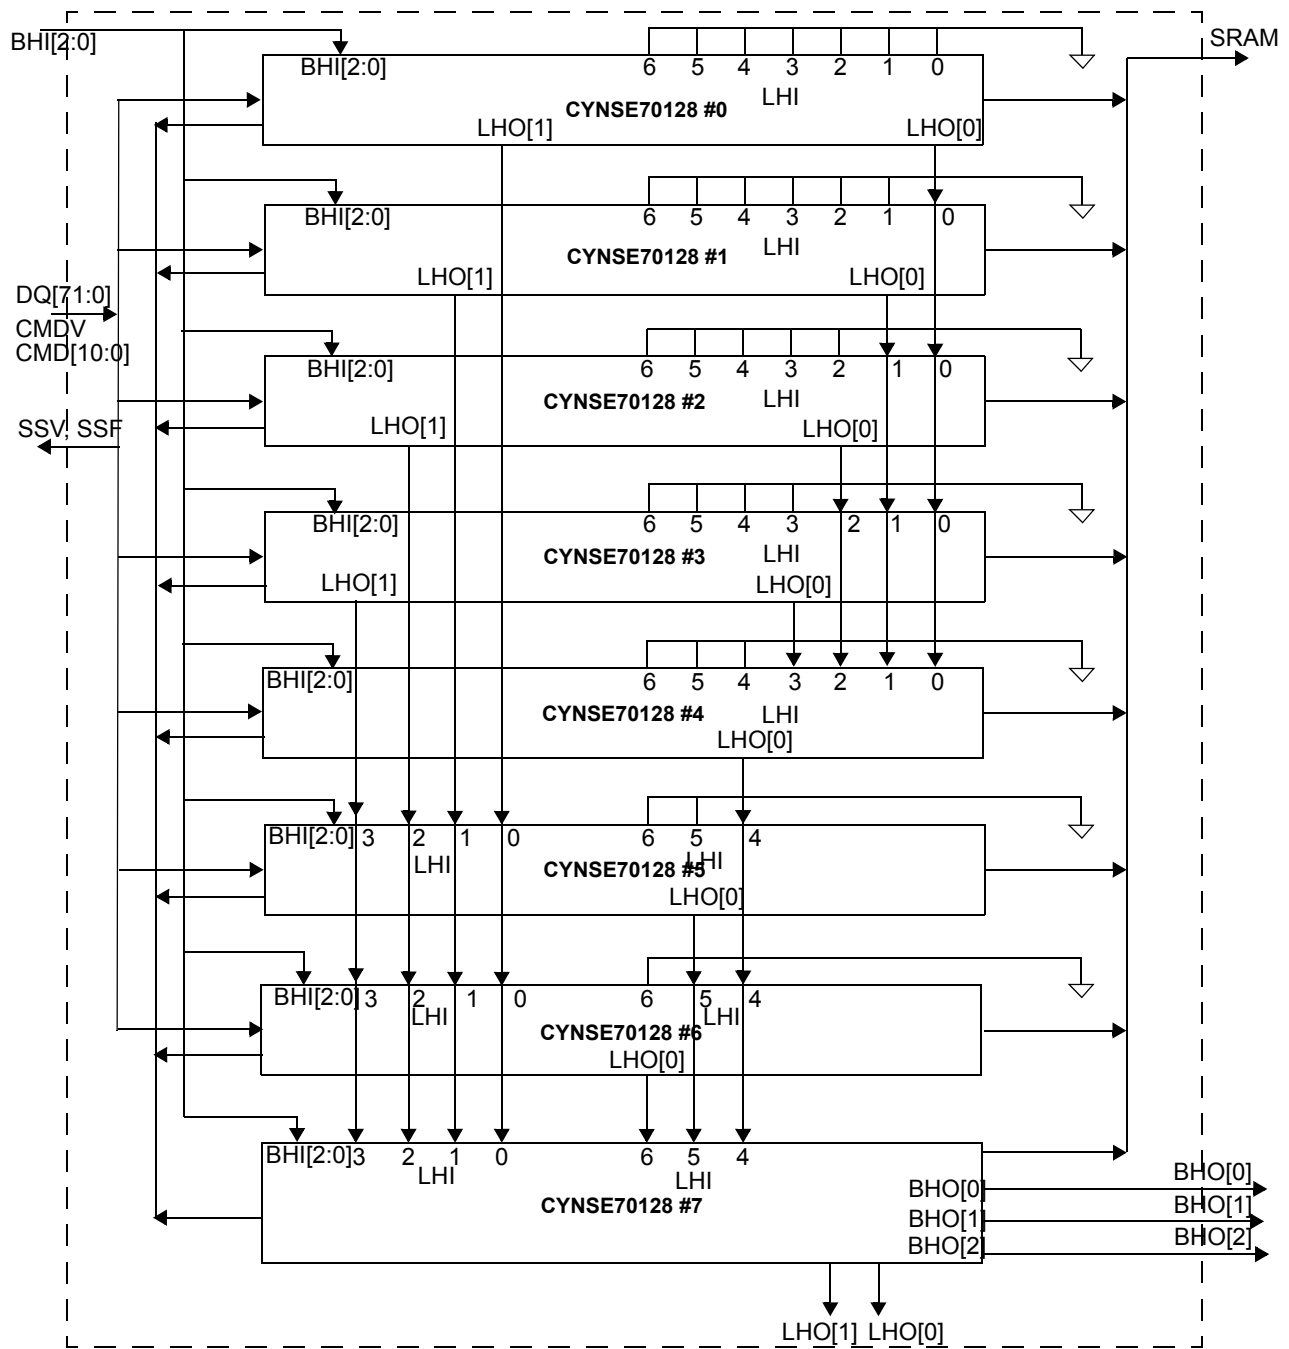 BHI[2:0]
SRAM
BHI[2:0] 6 5 4 3 2 1 0
LHI
CYNSE70128 #0
LHO[1] LHO[0]
BHI[2:0] 6 5 4 3 2 1 0
LHI
CYNSE70128 #1
LHO[1] LHO[0]
DQ[71:0]
CMDV
CMD[10:0]
BHI[2:0] 6 5 4 3 2 1 0
LHI
CYNSE70128 #2
LHO[1] LHO[0]
SSV, SSF
BHI[2:0] 6 5 4 3 2 1 0
LHI
CYNSE70128 #3
LHO[1] LHO[0]
BHI[2:0] 6 5 4 3 2 1 0
LHI
CYNSE70128 #4
LHO[0]
BHI[2:0] 3 2 1 0 6 5 4
LHI LHI
CYNSE70128 #5
LHO[0]
BHI[2:0] 3 2 1 0 6 5 4
LHI LHI
CYNSE70128 #6
LHO[0]
BHI[2:0] 3 2 1 0 6 5 4
LHI LHI
CYNSE70128 #7
BHO[0] BHO[0]
BHO[1] BHO[1]
BHO[2] BHO[2]
LHO[1] LHO[0]